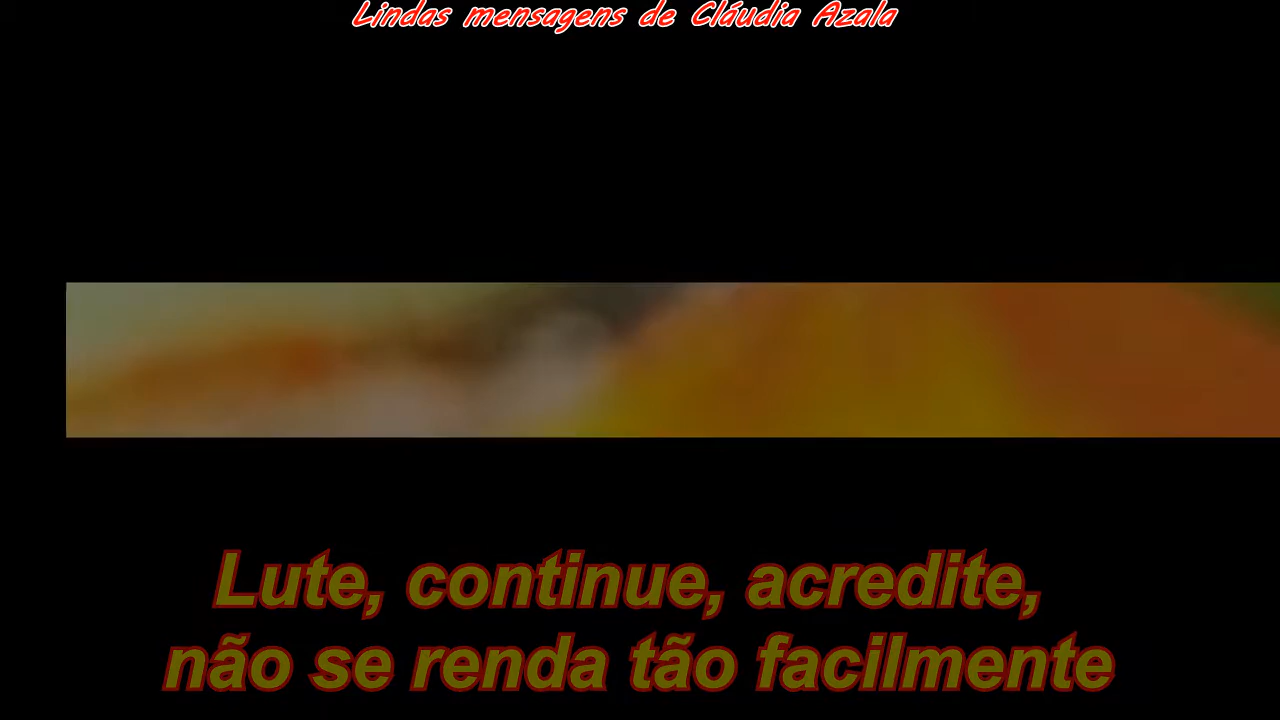 Lindas mensagens de Cláudia Azala
Lute, continue, acredite,
não se renda tão facilmente